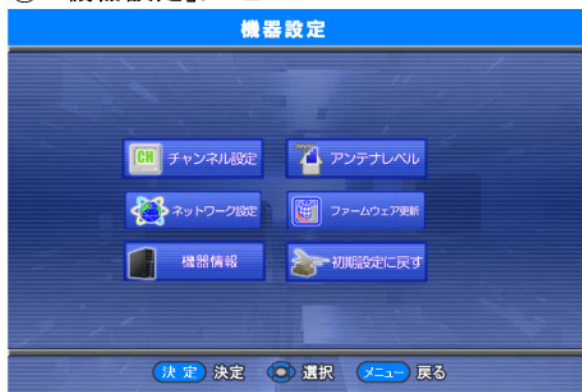 機器設定
CH チャンネル設定 アンテナレベル
ネットワーク設定 ファームウェア更新
機器情報 初期設定に戻す
決定 決定 選択 メニュー 戻る